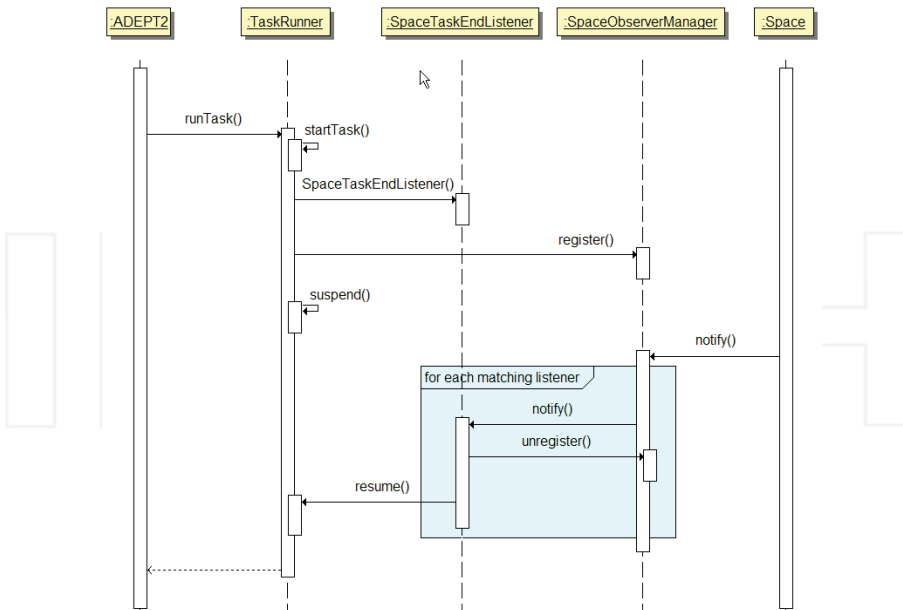 :ADEPT2
:TaskRunner
:SpaceTaskEndListener
:SpaceObserverManager
:Space
runTask()
startTask()
SpaceTaskEndListener()
register()
suspend()
notify()
for each matching listener
notify()
unregister()
resume()